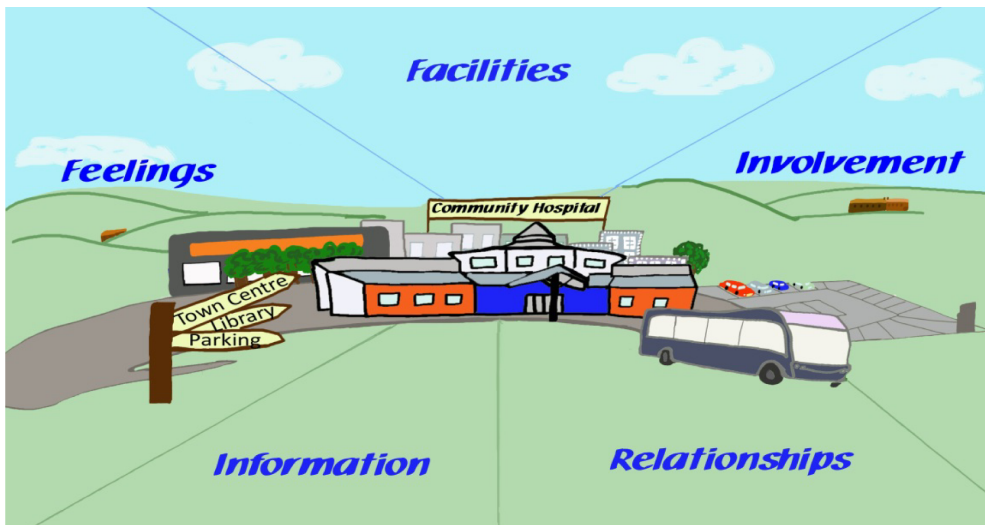 Facilities
Feelings
Involvement
Community Hospital
Town Centre
Library
Parking
Information
Relationships